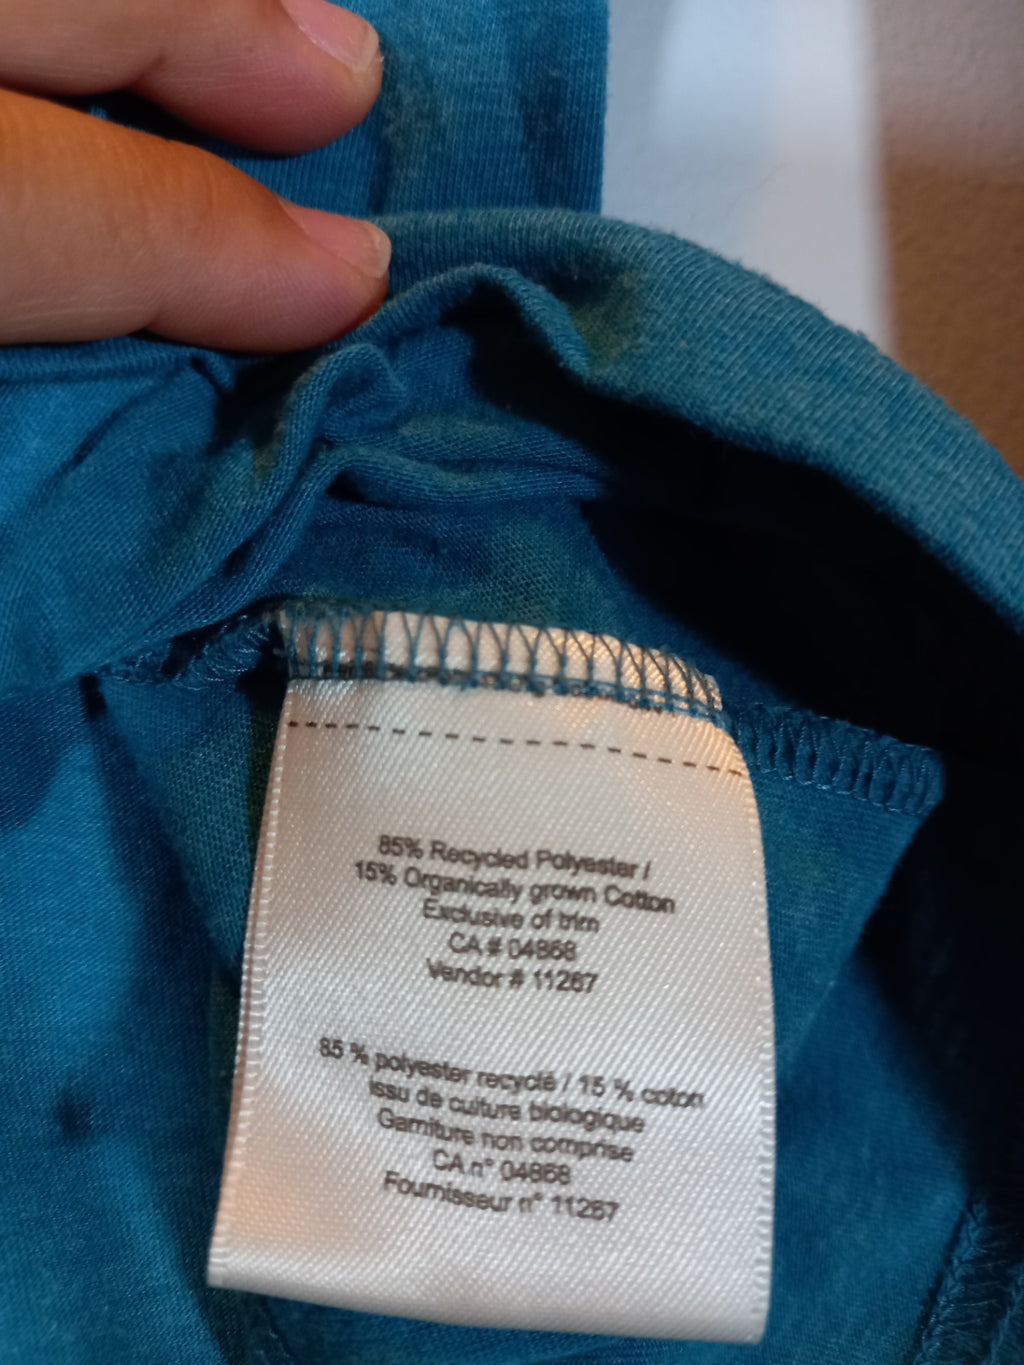 85% Recycled Polyester /
15% Organically grown Cotton
Exclusive of trim
CA # 04868
Vendor # 11267
85 % polyester recyclé / 15 % coton
issu de culture biologique
Garniture non comprise
CA n° 04868
Fournisseur n° 11267